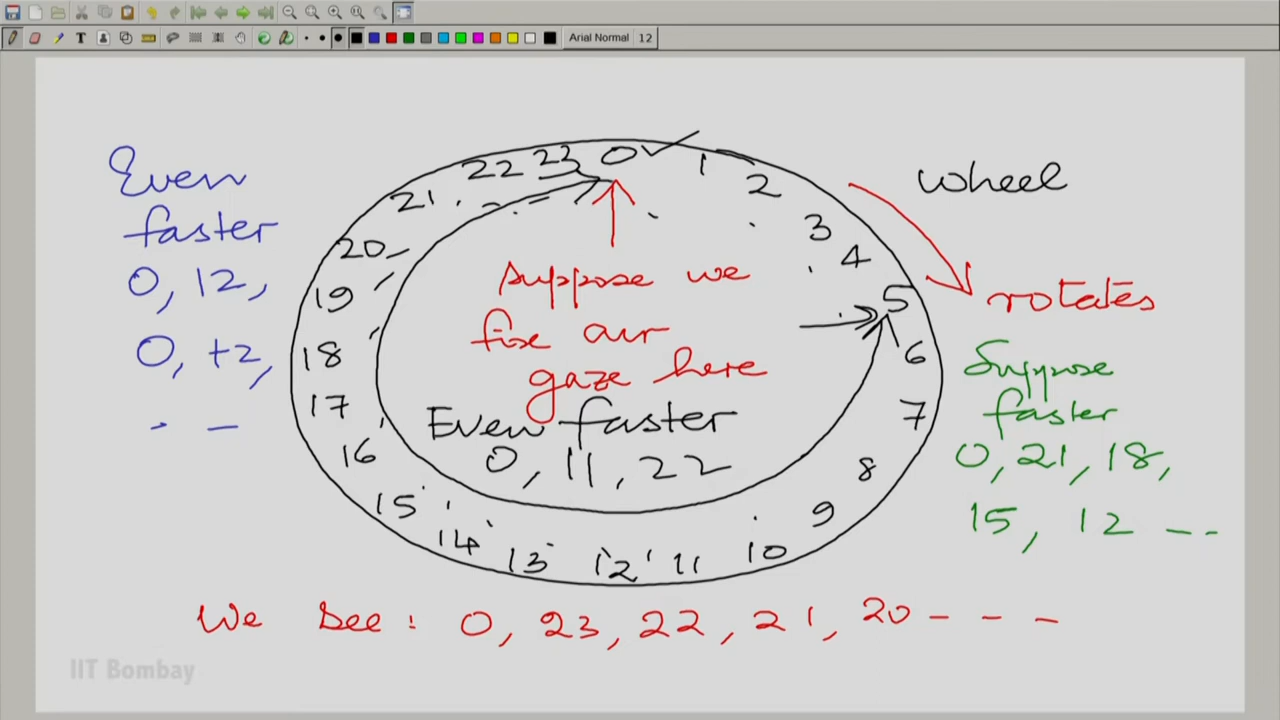 Arial Normal 12
Even
faster
0, 12,
0, 12,
. -
wheel
rotates
Suppose
faster
0, 21, 18,
15, 12 - -
0 1 2 3 4 5 6 7 8 9 10 11 12 13 14 15 16 17 18 19 20 21 22 23
Suppose we
fix our
gaze here
Even faster
0, 11, 22
We see : 0, 23, 22, 21, 20 - - -
IIT Bombay